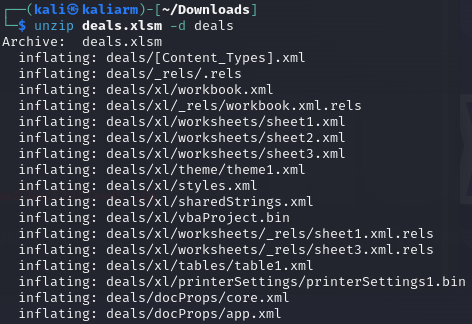 ┌──(kali㉿kaliarm)-[~/Downloads]
└─$ unzip deals.xlsm -d deals
Archive:  deals.xlsm
  inflating: deals/[Content_Types].xml
  inflating: deals/_rels/.rels
  inflating: deals/xl/workbook.xml
  inflating: deals/xl/_rels/workbook.xml.rels
  inflating: deals/xl/worksheets/sheet1.xml
  inflating: deals/xl/worksheets/sheet2.xml
  inflating: deals/xl/worksheets/sheet3.xml
  inflating: deals/xl/theme/theme1.xml
  inflating: deals/xl/styles.xml
  inflating: deals/xl/sharedStrings.xml
  inflating: deals/xl/vbaProject.bin
  inflating: deals/xl/worksheets/_rels/sheet1.xml.rels
  inflating: deals/xl/worksheets/_rels/sheet3.xml.rels
  inflating: deals/xl/tables/table1.xml
  inflating: deals/xl/printerSettings/printerSettings1.bin
  inflating: deals/docProps/core.xml
  inflating: deals/docProps/app.xml